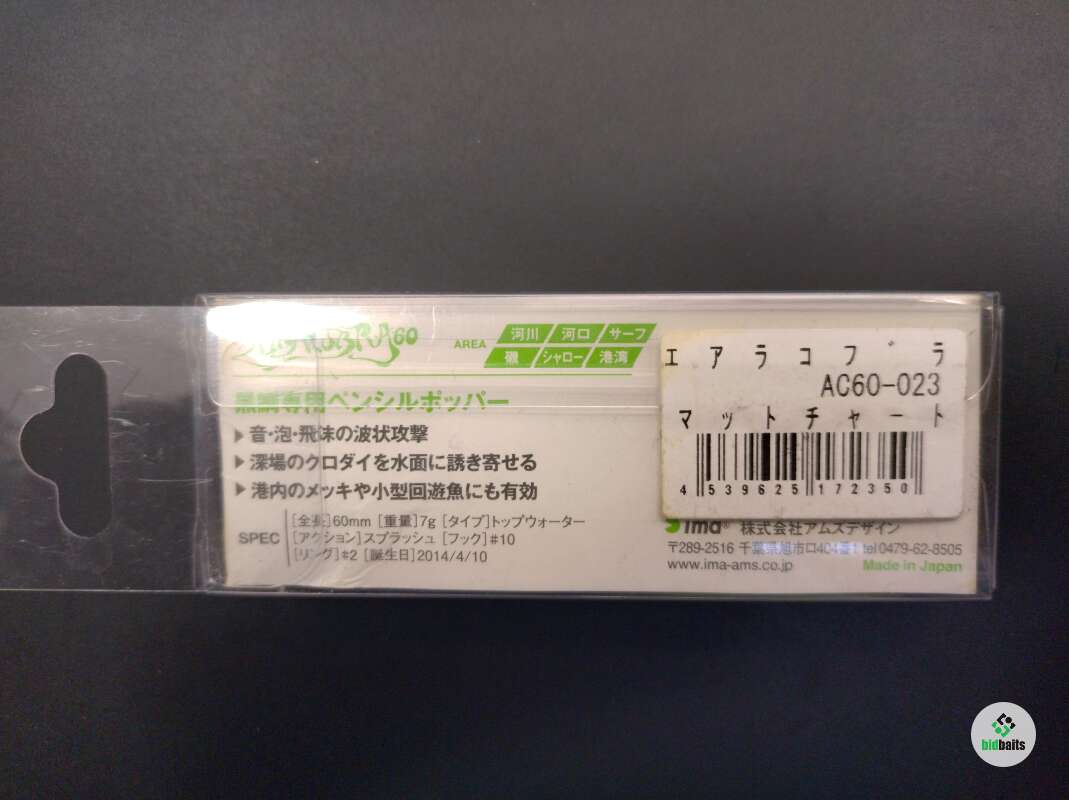 60
AREA 河川 河口 サーフ
磯 シャロー 港湾
黒鯛専用ペンシルポッパー
▶音・泡・飛沫の波状攻撃
▶深場のクロダイを水面に誘き寄せる
▶港内のメッキや小型回遊魚にも有効
SPEC
[全長]60mm [重量]7g [タイプ]トップウォーター
[アクション]スプラッシュ [フック]#10
[リング]#2 [誕生日]2014/4/10
エアラコブラ
AC60-023
マットチャート
4 539625 172350
ima® 株式会社アムズデザイン
〒289-2516 千葉県旭市ロ404番1 tel0479-62-8505
www.ima-ams.co.jp Made in Japan
bidbaits